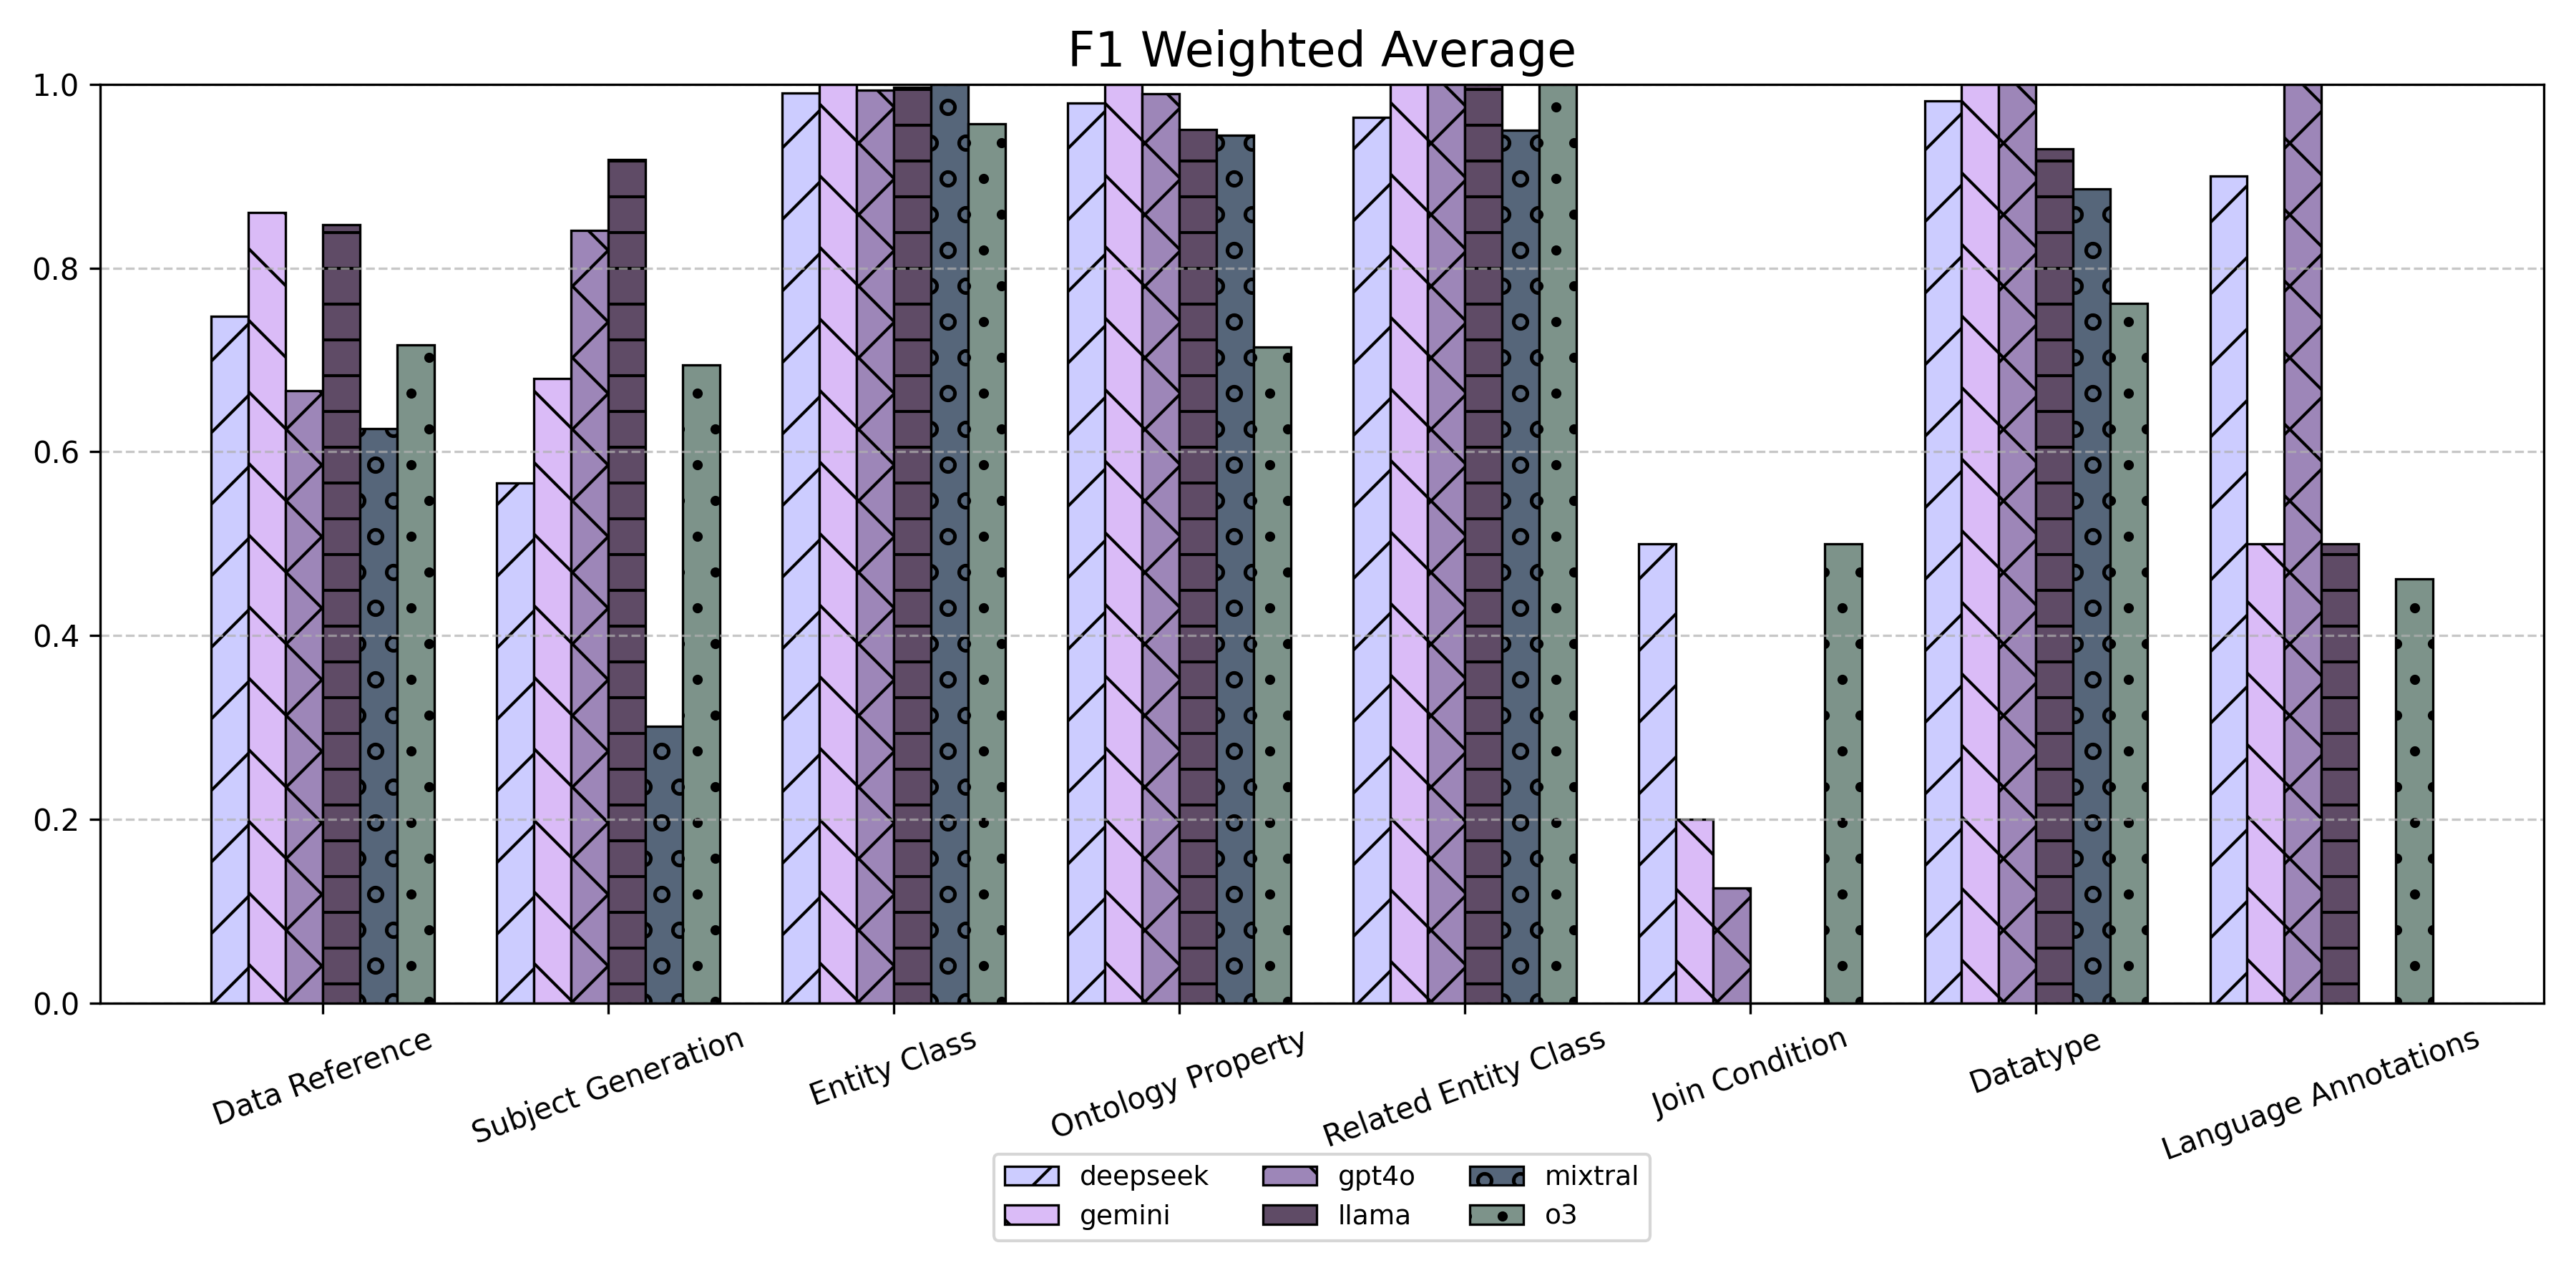 F1 Weighted Average
1.0
0.8
0.6
0.4
0.2
0.0
Data Reference
Subject Generation
Entity Class
Ontology Property
Related Entity Class
Join Condition
Datatype
Language Annotations
deepseek
gemini
gpt4o
llama
mixtral
o3